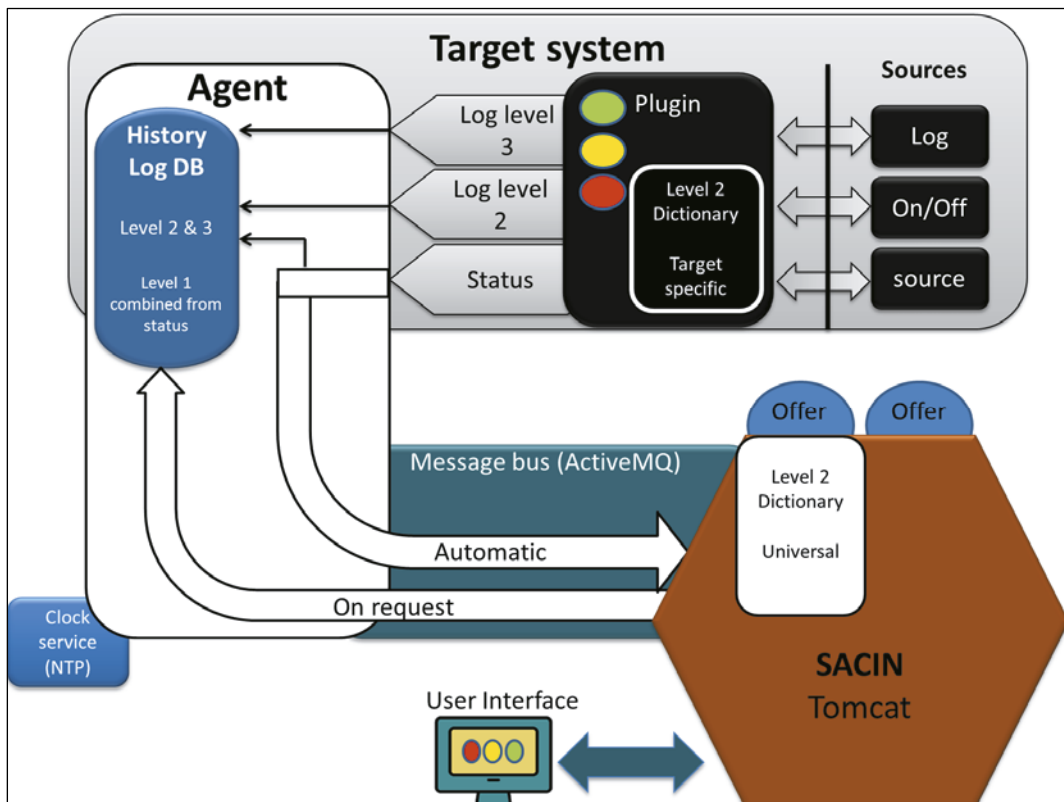 Target system
Agent
Sources
History
Log DB
Level 2 & 3
Level 1
combined from
status
Log level
3
Log level
2
Status
Plugin
Level 2
Dictionary
Target
specific
Log
On/Off
source
Offer
Offer
Message bus (ActiveMQ)
Level 2
Dictionary
Universal
Automatic
On request
Clock
service
(NTP)
SACIN
Tomcat
User Interface